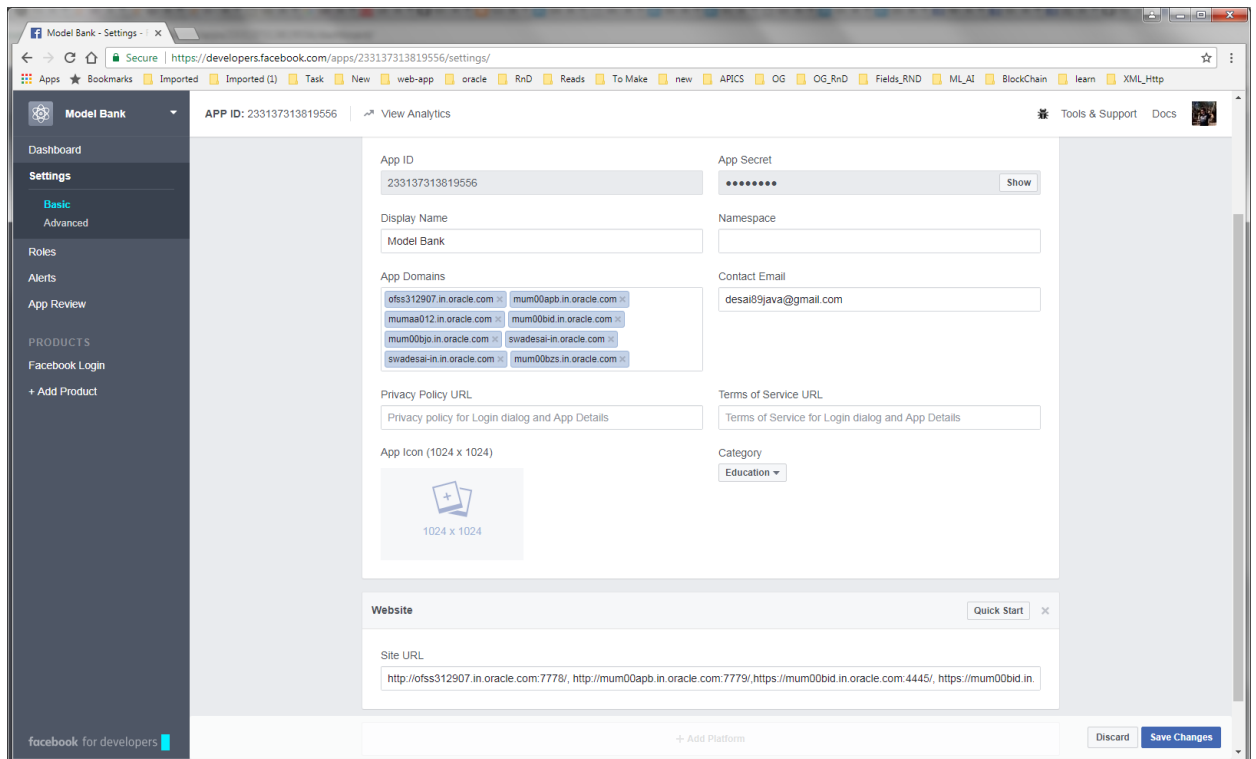 Model Bank - Settings -
Secure | https://developers.facebook.com/apps/233137313819556/settings/
Apps Bookmarks Imported Imported (1) Task New web-app oracle RnD Reads To Make new APICS OG OG_RnD Fields_RND ML_AI BlockChain learn XML_Http
Model Bank APP ID: 233137313819556 View Analytics Tools & Support Docs
Dashboard
Settings
Basic
Advanced
Roles
Alerts
App Review
PRODUCTS
Facebook Login
+ Add Product
facebook for developers
App ID App Secret
233137313819556 •••••••• Show
Display Name Namespace
Model Bank
App Domains Contact Email
ofss312907.in.oracle.com × mum00apb.in.oracle.com × desai89java@gmail.com
mumaa012.in.oracle.com × mum00bid.in.oracle.com ×
mum00bjo.in.oracle.com × swadesai-in.oracle.com ×
swadesai-in.in.oracle.com × mum00bzs.in.oracle.com ×
Privacy Policy URL Terms of Service URL
Privacy policy for Login dialog and App Details Terms of Service for Login dialog and App Details
App Icon (1024 x 1024) Category
Education
1024 x 1024
Website Quick Start ×
Site URL
http://ofss312907.in.oracle.com:7778/, http://mum00apb.in.oracle.com:7779/,https://mum00bid.in.oracle.com:4445/, https://mum00bid.in.
+ Add Platform Discard Save Changes